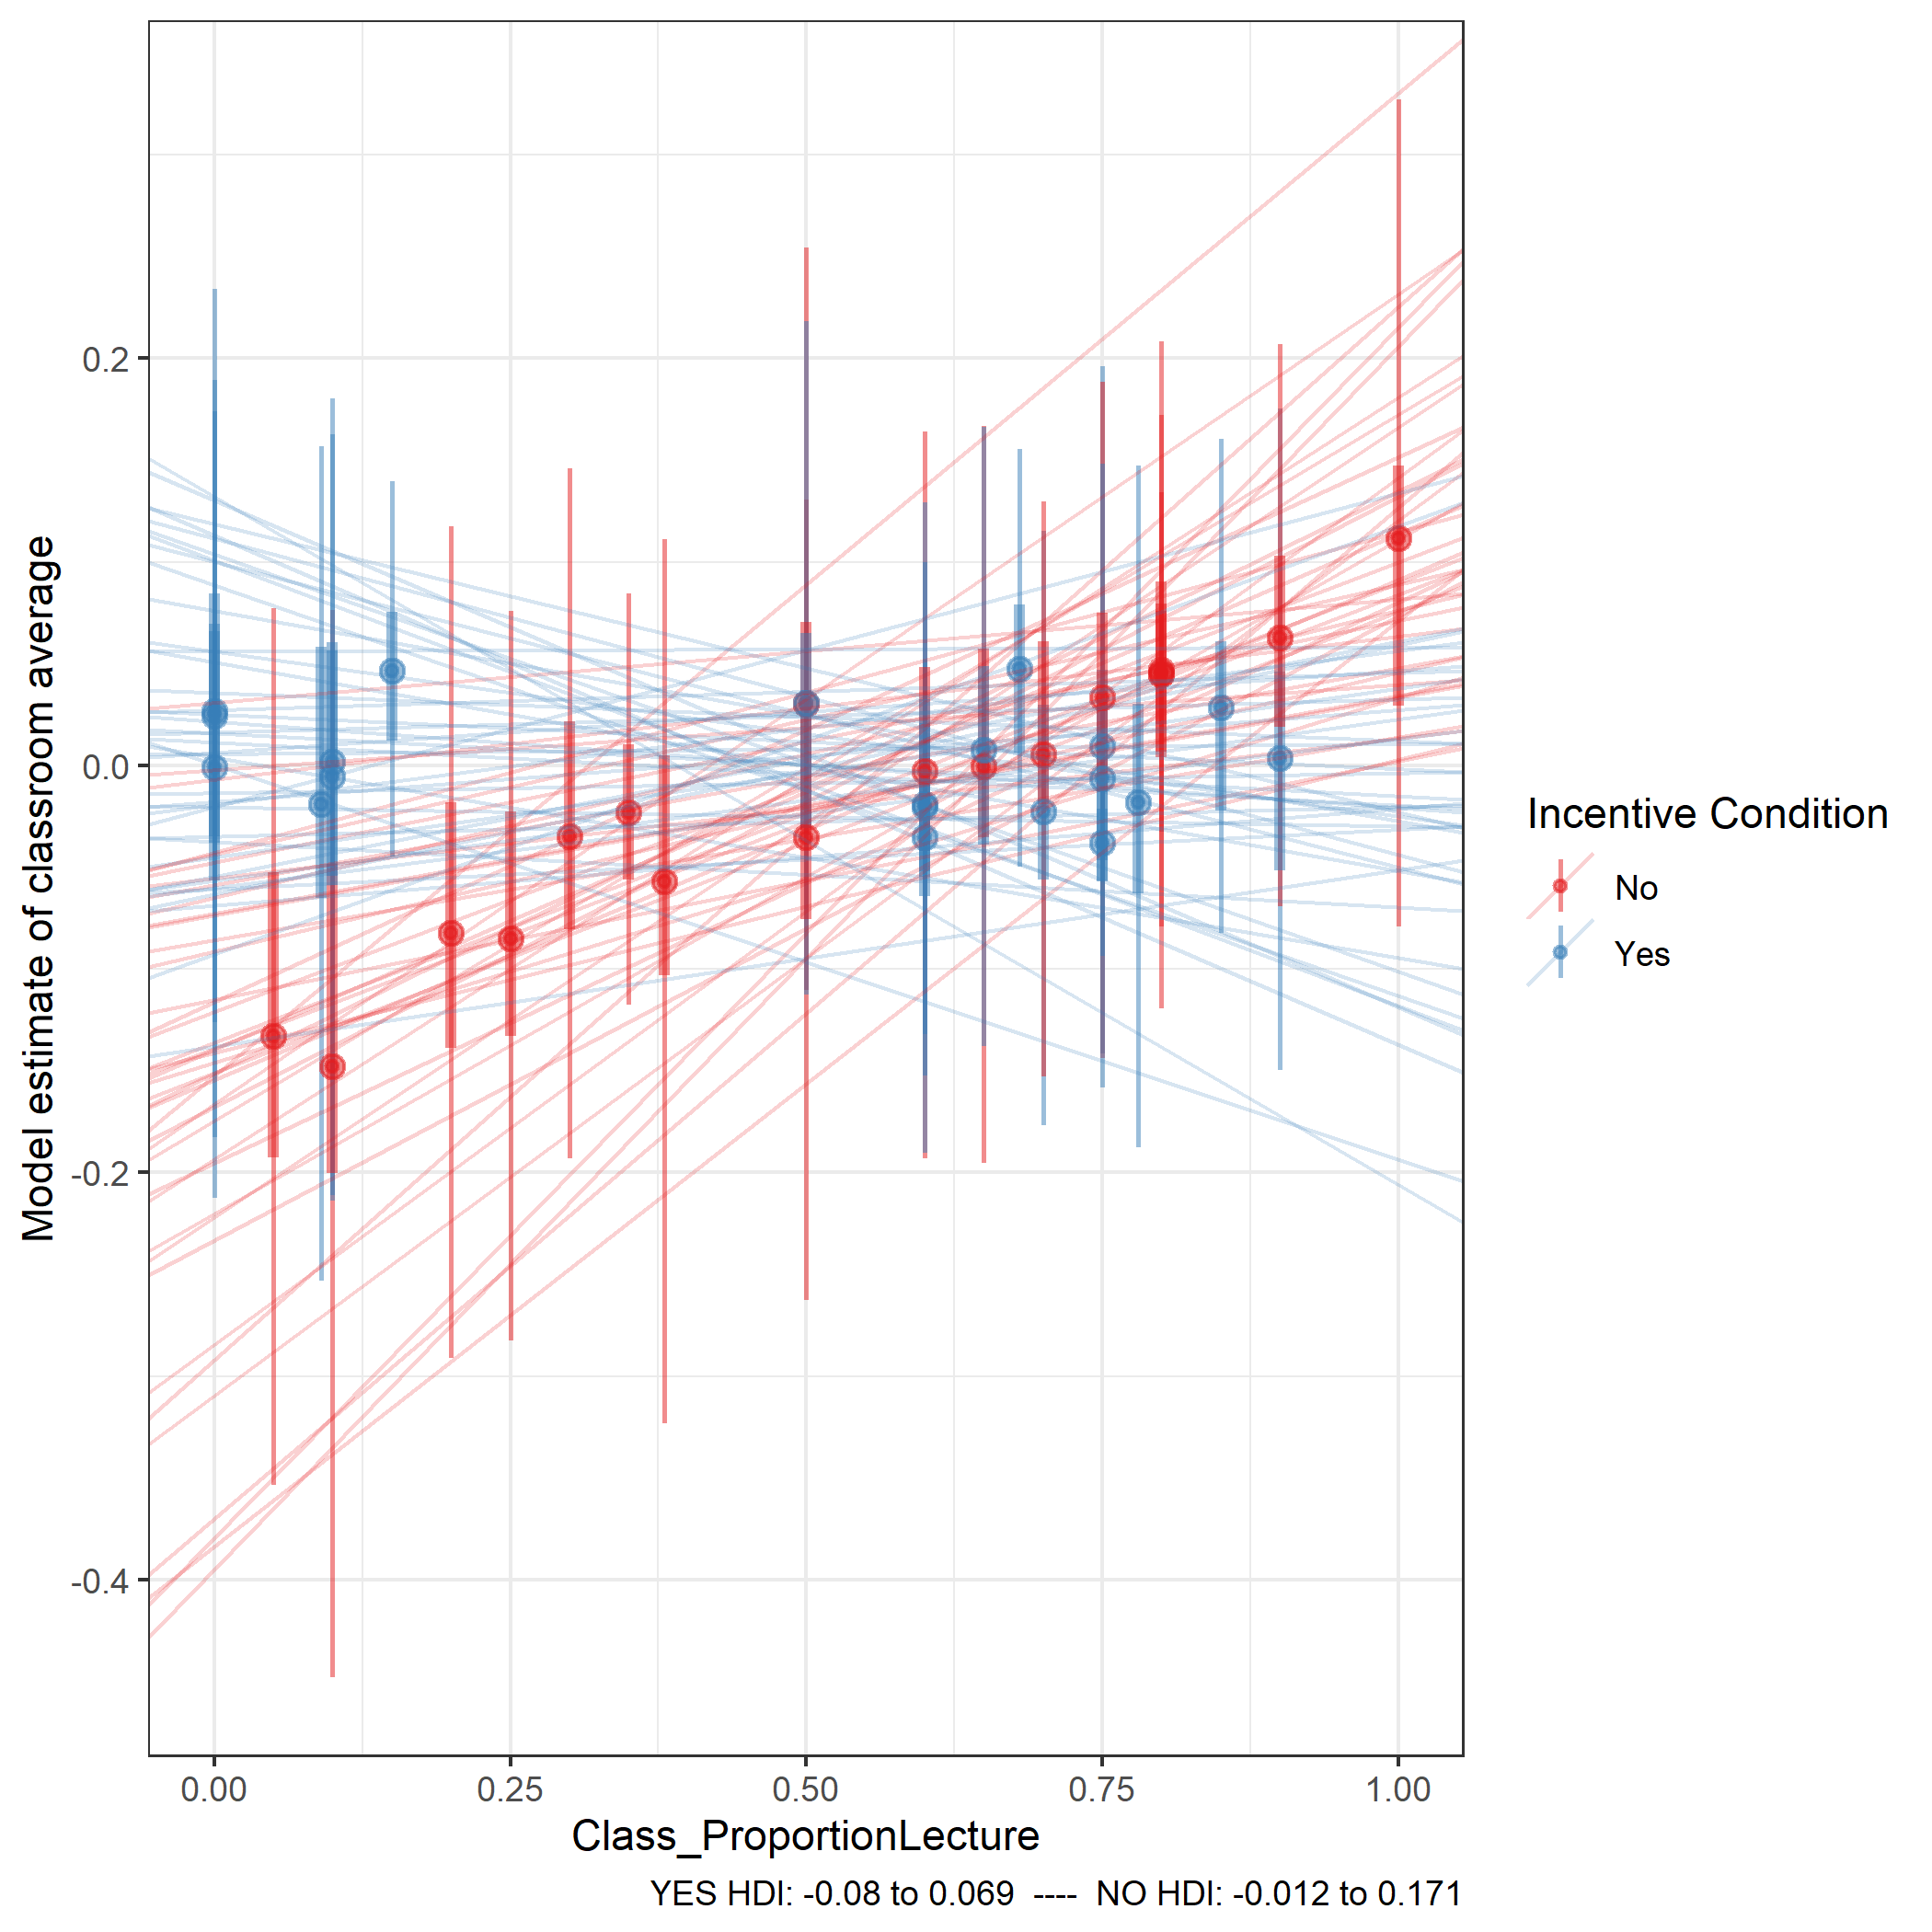 Model estimate of classroom average
0.2
0.0
-0.2
-0.4
0.00 0.25 0.50 0.75 1.00
Class_ProportionLecture
YES HDI: -0.08 to 0.069 ---- NO HDI: -0.012 to 0.171
Incentive Condition
No
Yes